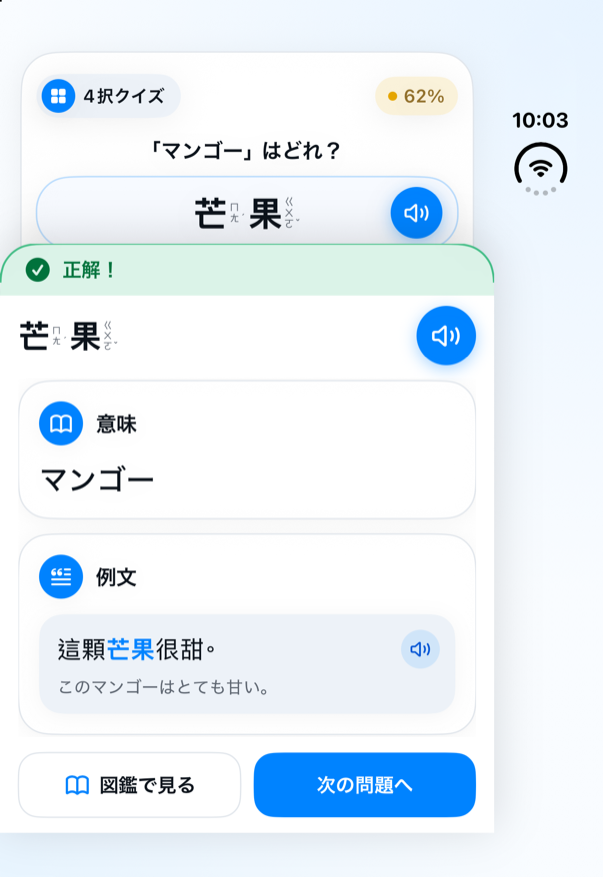 4択クイズ
62%
10:03
「マンゴー」はどれ？
芒ㄇㄤˊ果ㄍㄨㄛˇ
正解！
芒ㄇㄤˊ果ㄍㄨㄛˇ
意味
マンゴー
例文
這顆芒果很甜。
このマンゴーはとても甘い。
図鑑で見る
次の問題へ